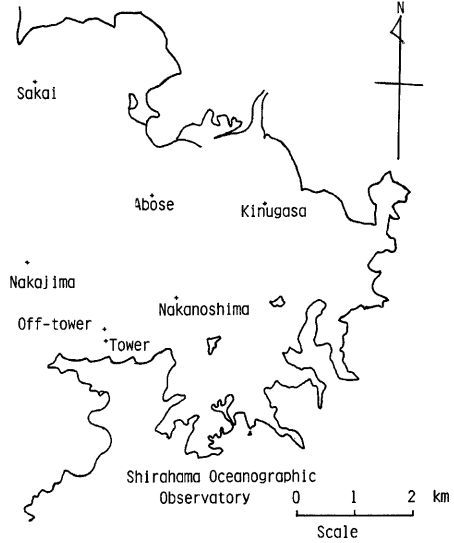 N
Sakai
Abose
Kinugasa
Nakajima
Nakanoshima
Off-tower
Tower
Shirahama Oceanographic
Observatory
0 1 2 km
Scale